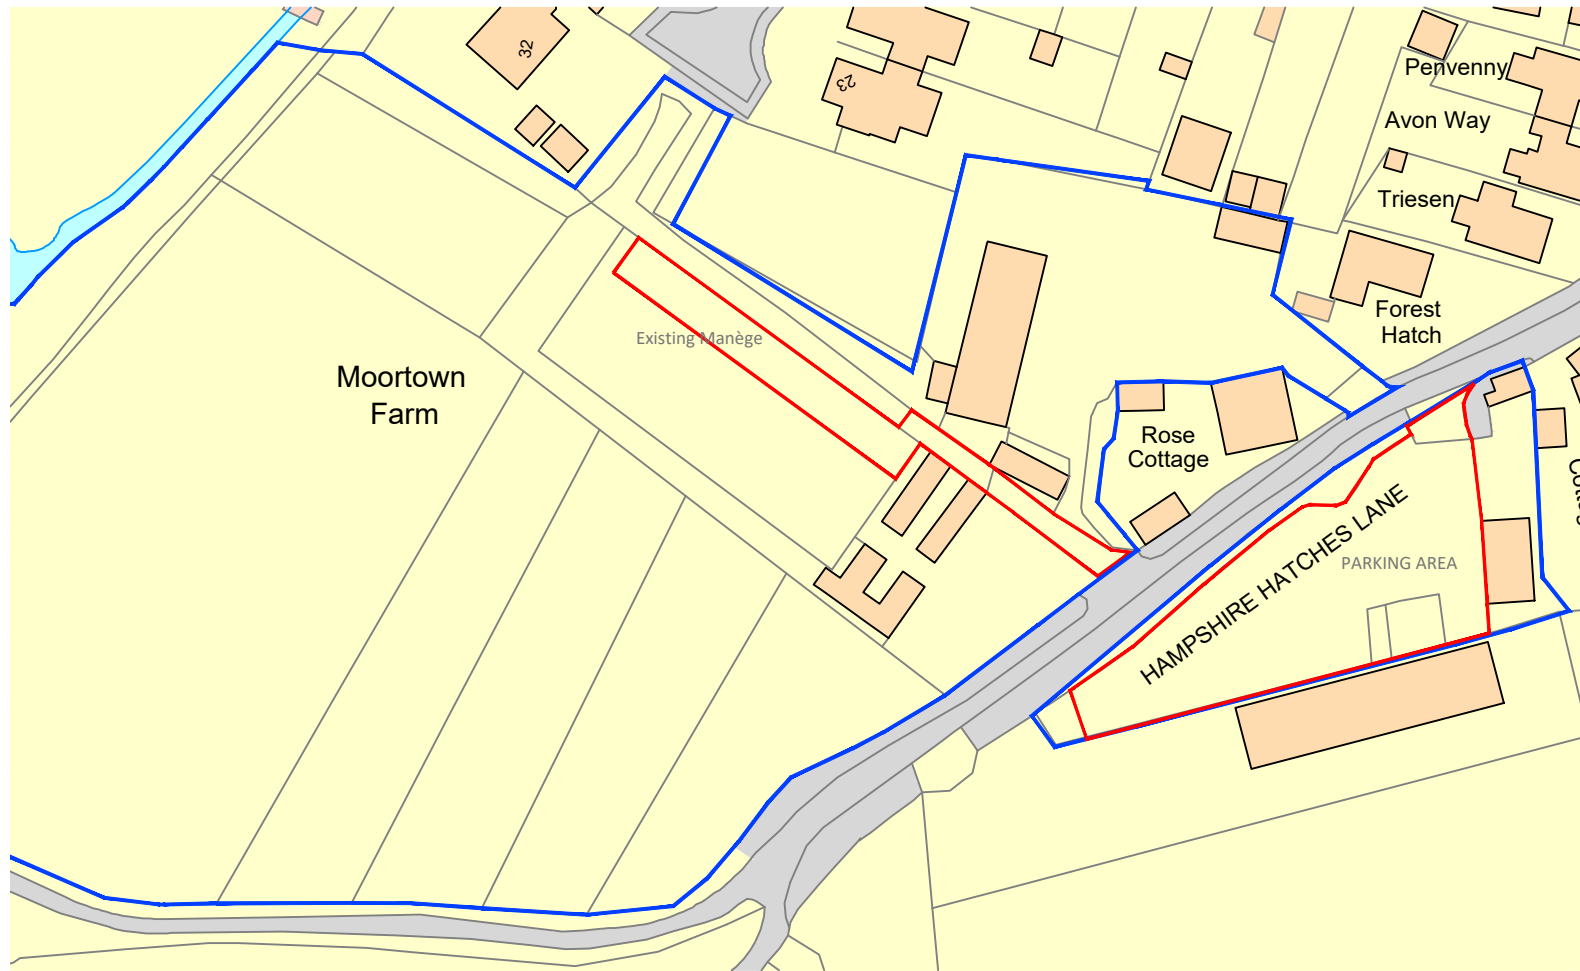 32
23
Penvenny
Avon Way
Triesen
Forest
Hatch
Existing Manège
Moortown
Farm
Rose
Cottage
HAMPSHIRE HATCHES LANE
PARKING AREA